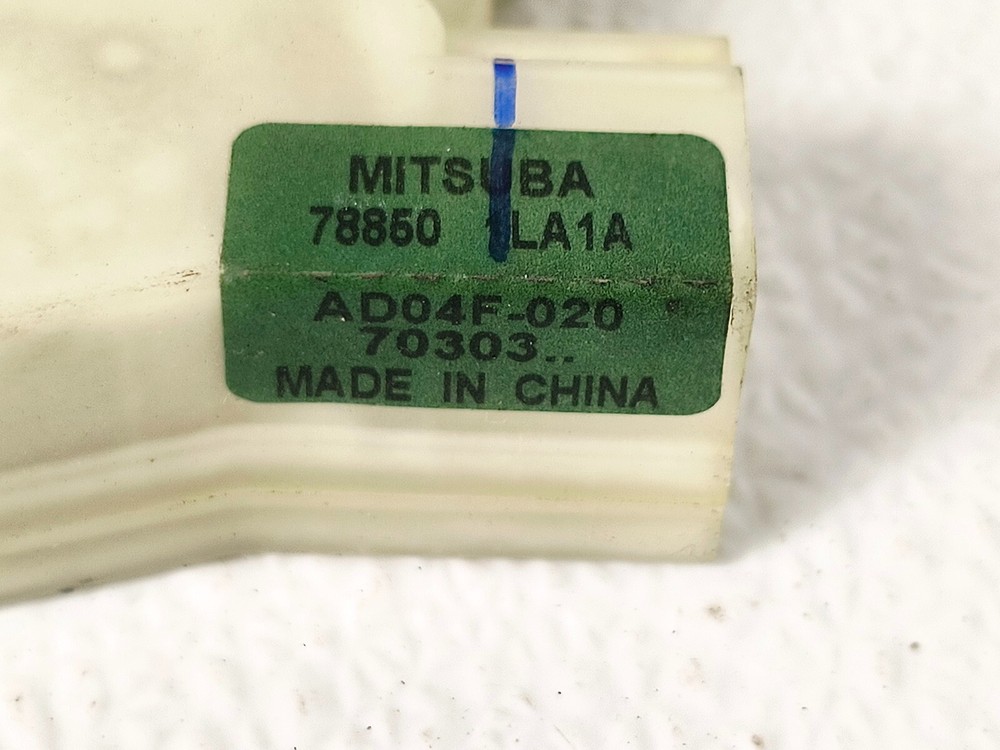 MITSUBA
78850 1LA1A
AD04F-020
70303..
MADE IN CHINA